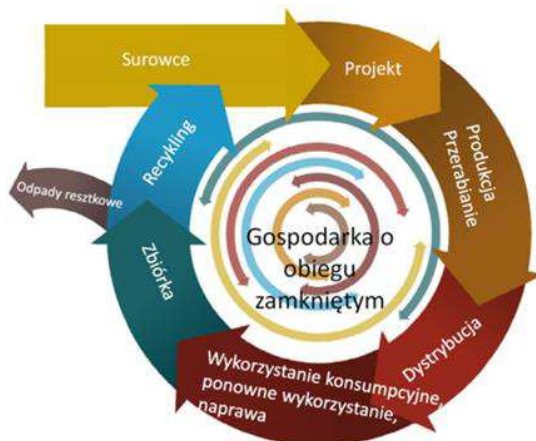 Surowce
Projekt
Produkcja
Przerabianie
Dystrybucja
Wykorzystanie konsumpcyjne,
ponowne wykorzystanie,
naprawa
Zbiórka
Odpady resztkowe
Recykling
Gospodarka o
obiegu
zamkniętym